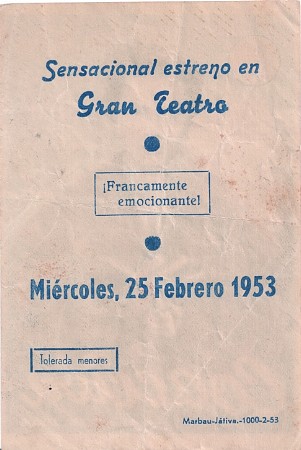 Sensacional estreno en
Gran Teatro
¡Francamente
emocionante!
Miércoles, 25 Febrero 1953
Tolerada menores
Marbau-Játiva.-1000-2-53